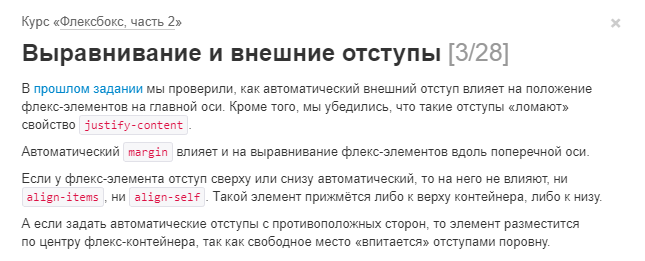 Курс «Флексбокс, часть 2»
Выравнивание и внешние отступы [3/28]
В прошлом задании мы проверили, как автоматический внешний отступ влияет на положение
флекс-элементов на главной оси. Кроме того, мы убедились, что такие отступы «ломают»
свойство justify-content.
Автоматический margin влияет и на выравнивание флекс-элементов вдоль поперечной оси.
Если у флекс-элемента отступ сверху или снизу автоматический, то на него не влияют, ни
align-items, ни align-self. Такой элемент прижмётся либо к верху контейнера, либо к низу.
А если задать автоматические отступы с противоположных сторон, то элемент разместится
по центру флекс-контейнера, так как свободное место «впитается» отступами поровну.